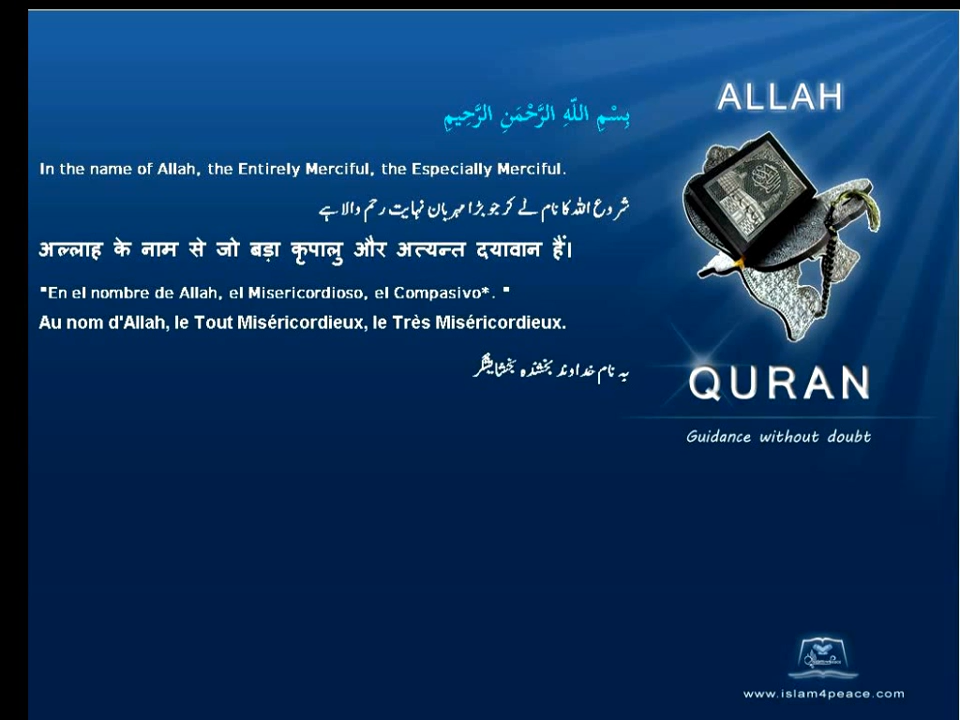 بِسْمِ اللّهِ الرَّحْمَنِ الرَّحِيمِ
In the name of Allah, the Entirely Merciful, the Especially Merciful.
شروع الله کا نام لے کر جو بڑا مہربان نہایت رحم والا ہے
अल्लाह के नाम से जो बड़ा कृपालु और अत्यन्त दयावान हैं।
"En el nombre de Allah, el Misericordioso, el Compasivo*. "
Au nom d'Allah, le Tout Miséricordieux, le Très Miséricordieux.
به نام خداوند بخشنده بخشایشگر
ALLAH
QURAN
Guidance without doubt
www.islam4peace.com